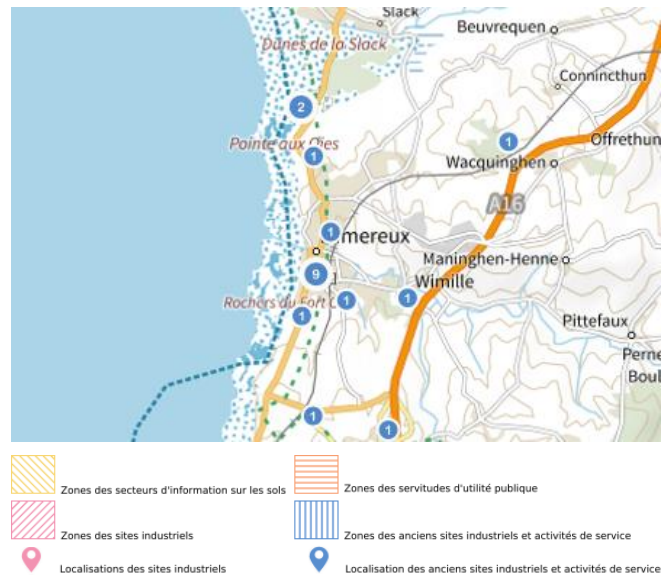 Slack
Beuvrequen
Dunes de la Slack
Connincthun
2
Pointe aux Oies
1
1
Offrethun
Wacquinghen
A16
1
mereux
Maninghen-Henne
9
Wimille
Rochers du Fort C
1
1
1
Pittefaux
Perne
Boul
1
1
Zones des secteurs d'information sur les sols
Zones des servitudes d'utilité publique
Zones des sites industriels
Zones des anciens sites industriels et activités de service
Localisations des sites industriels
Localisation des anciens sites industriels et activités de service